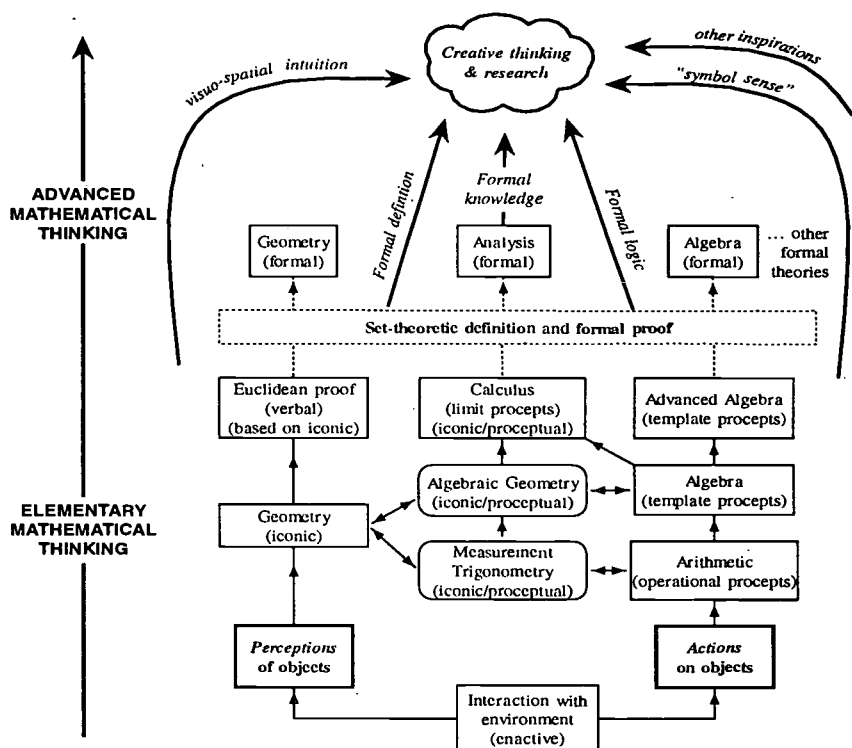 Creative thinking
& research
other inspirations
"symbol sense"
visuo-spatial intuition
ADVANCED
MATHEMATICAL
THINKING
Formal defintion
Formal
knowledge
Formal logic
Geometry
(formal)
Analysis
(formal)
Algebra
(formal)
... other
formal
theories
Set-theoretic definition and formal proof
Euclidean proof
(verbal)
(based on iconic)
Calculus
(limit procepts)
(iconic/proceptual)
Advanced Algebra
(template procepts)
ELEMENTARY
MATHEMATICAL
THINKING
Algebraic Geometry
(iconic/proceptual)
Algebra
(template procepts)
Geometry
(iconic)
Measurement
Trigonometry
(iconic/proceptual)
Arithmetic
(operational procepts)
Perceptions
of objects
Actions
on objects
Interaction with
environment
(enactive)